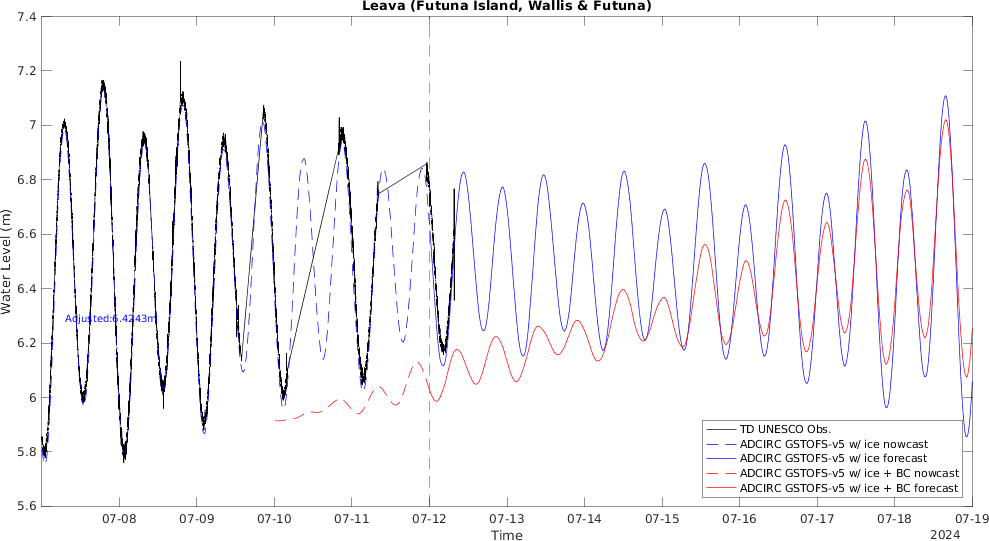 Leava (Futuna Island, Wallis & Futuna)
7.4
7.2
7
6.8
6.6
6.4
6.2
6
5.8
5.6
Water Level (m)
Adjusted:6.4243m
TD UNESCO Obs.
ADCIRC GSTOFS-v5 w/ ice nowcast
ADCIRC GSTOFS-v5 w/ ice forecast
ADCIRC GSTOFS-v5 w/ ice + BC nowcast
ADCIRC GSTOFS-v5 w/ ice + BC forecast
07-08 07-09 07-10 07-11 07-12 07-13 07-14 07-15 07-16 07-17 07-18 07-19
Time
2024